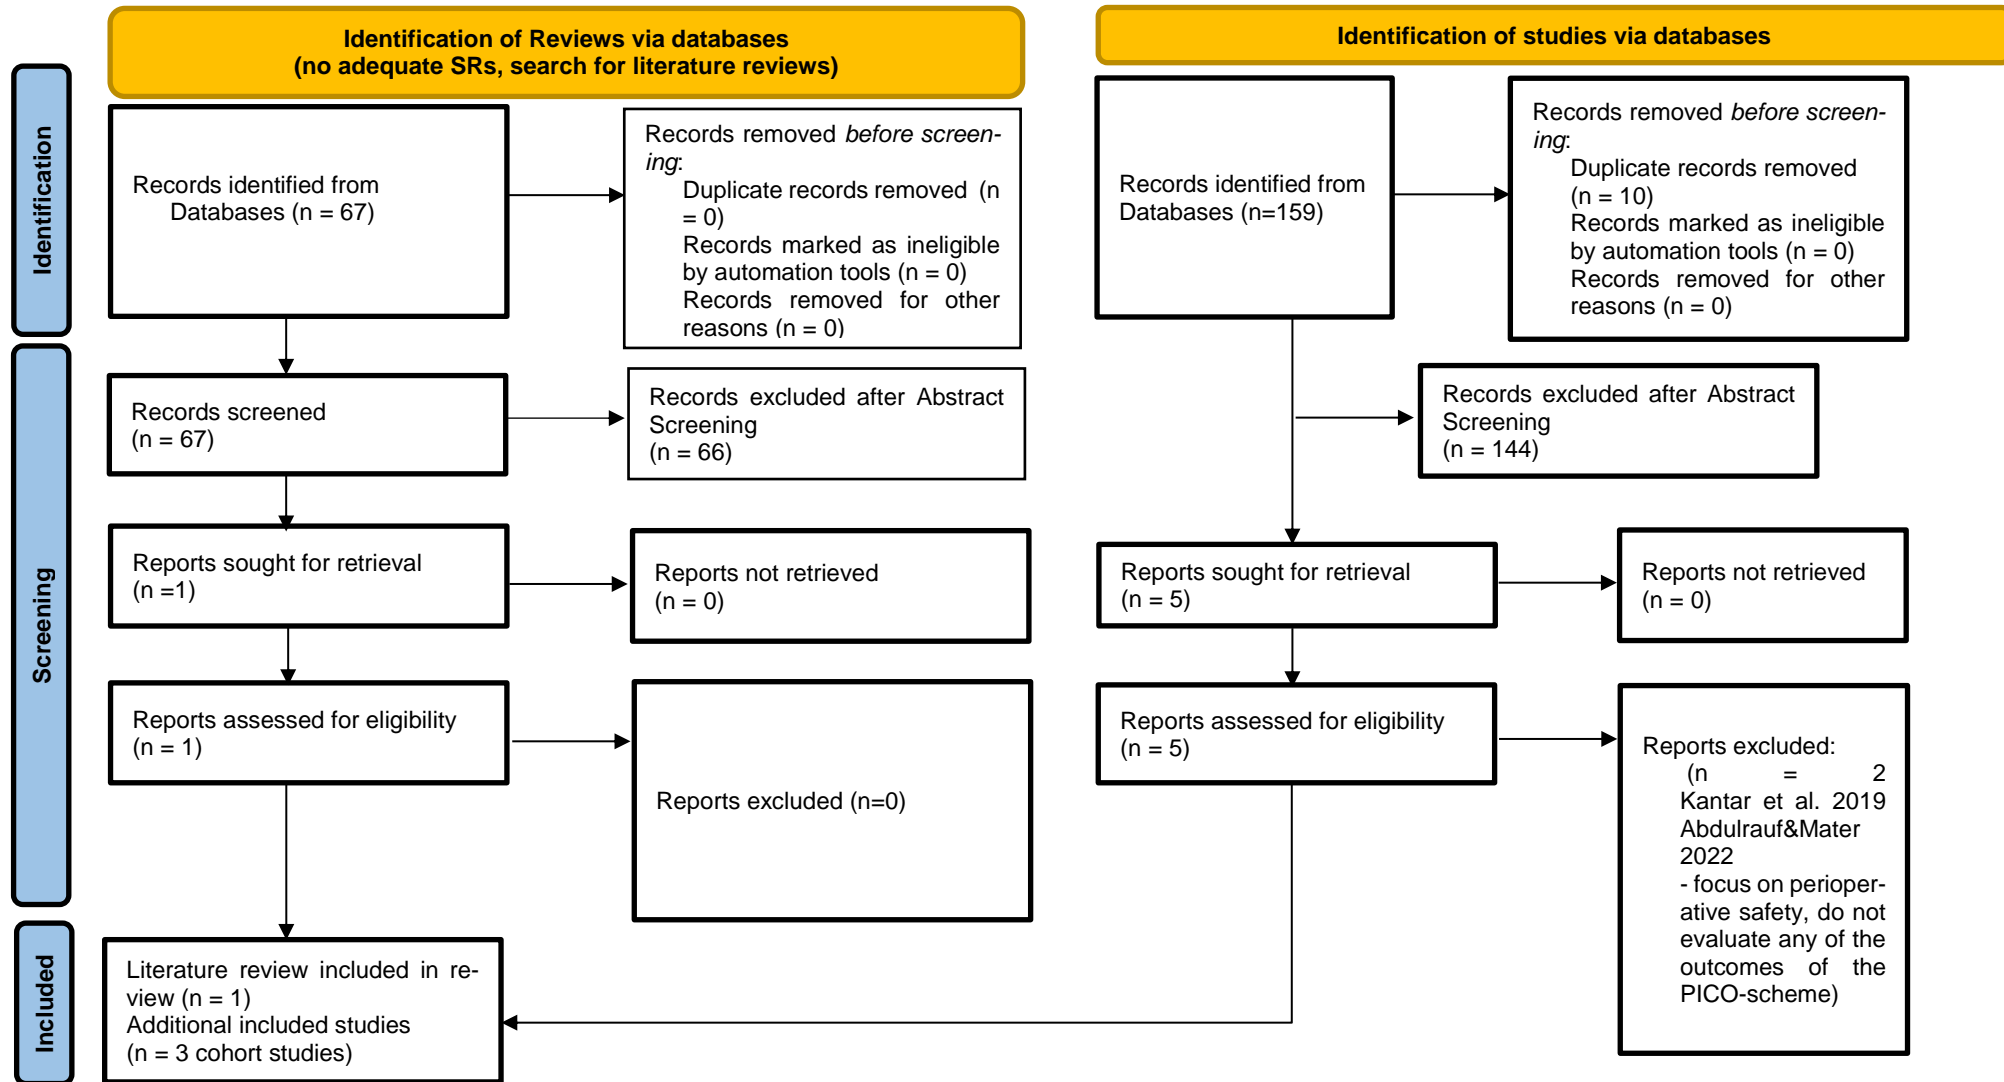 Identification of Reviews via databases
(no adequate SRs, search for literature reviews)
Identification of studies via databases
Identification
Records identified from
Databases (n = 67)
Records removed before screen-
ing:
Duplicate records removed (n
= 0)
Records marked as ineligible
by automation tools (n = 0)
Records removed for other
reasons (n = 0)
Records identified from
Databases (n=159)
Records removed before screen-
ing:
Duplicate records removed
(n = 10)
Records marked as ineligible
by automation tools (n = 0)
Records removed for other
reasons (n = 0)
Screening
Records screened
(n = 67)
Records excluded after Abstract
Screening
(n = 66)
Records excluded after Abstract
Screening
(n = 144)
Reports sought for retrieval
(n =1)
Reports not retrieved
(n = 0)
Reports sought for retrieval
(n = 5)
Reports not retrieved
(n = 0)
Reports assessed for eligibility
(n = 1)
Reports excluded (n=0)
Reports assessed for eligibility
(n = 5)
Reports excluded:
(n = 2
Kantar et al. 2019
Abdulrauf&Mater
2022
- focus on perioper-
ative safety, do not
evaluate any of the
outcomes of the
PICO-scheme)
Included
Literature review included in re-
view (n = 1)
Additional included studies
(n = 3 cohort studies)